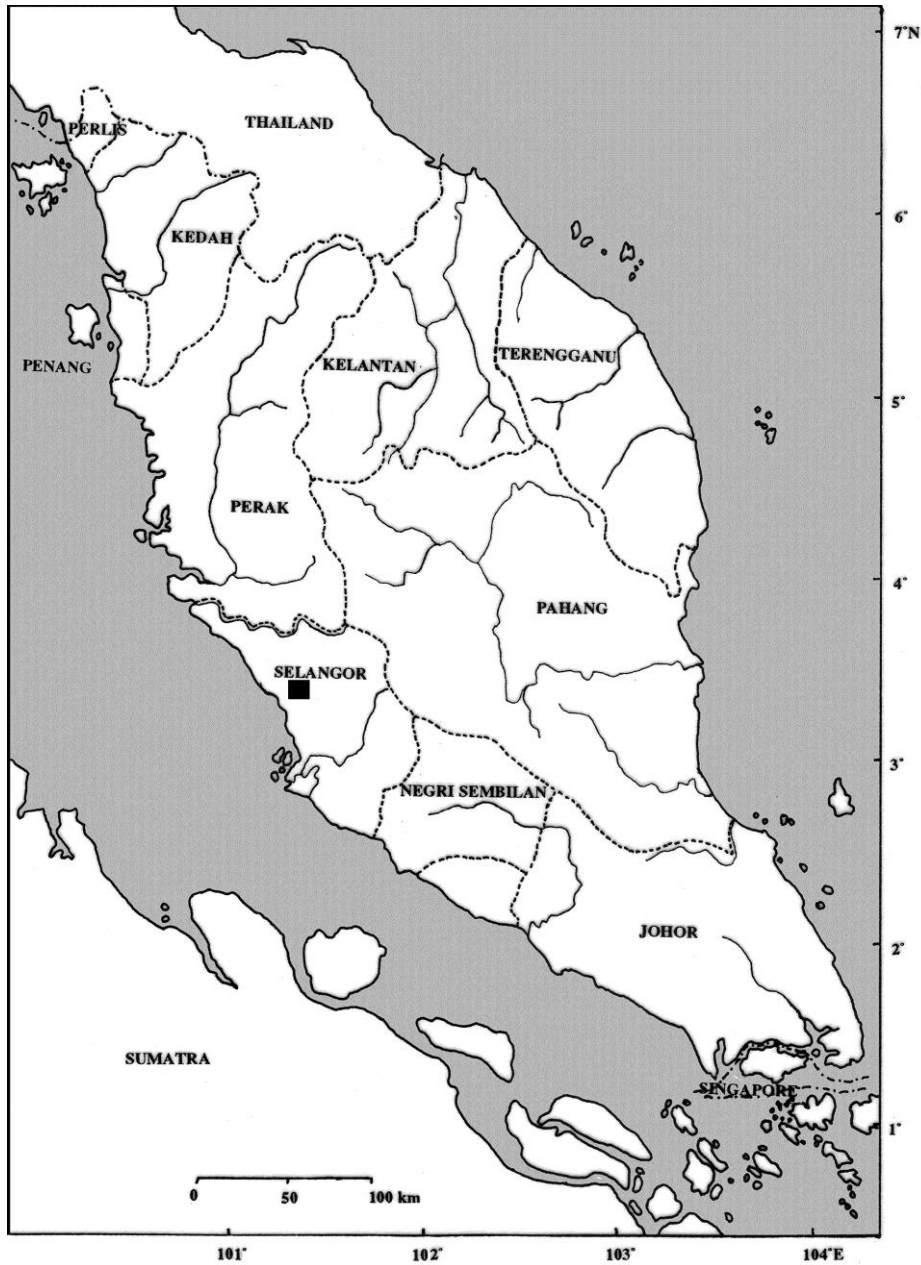 7°N
THAILAND
PERLIS
6°
KEDAH
PENANG
KELANTAN
TERENGGANU
5°
PERAK
4°
PAHANG
SELANGOR
3°
NEGRI SEMBILAN
JOHOR
2°
SUMATRA
SINGAPORE
1°
0 50 100 km
101° 102° 103° 104°E